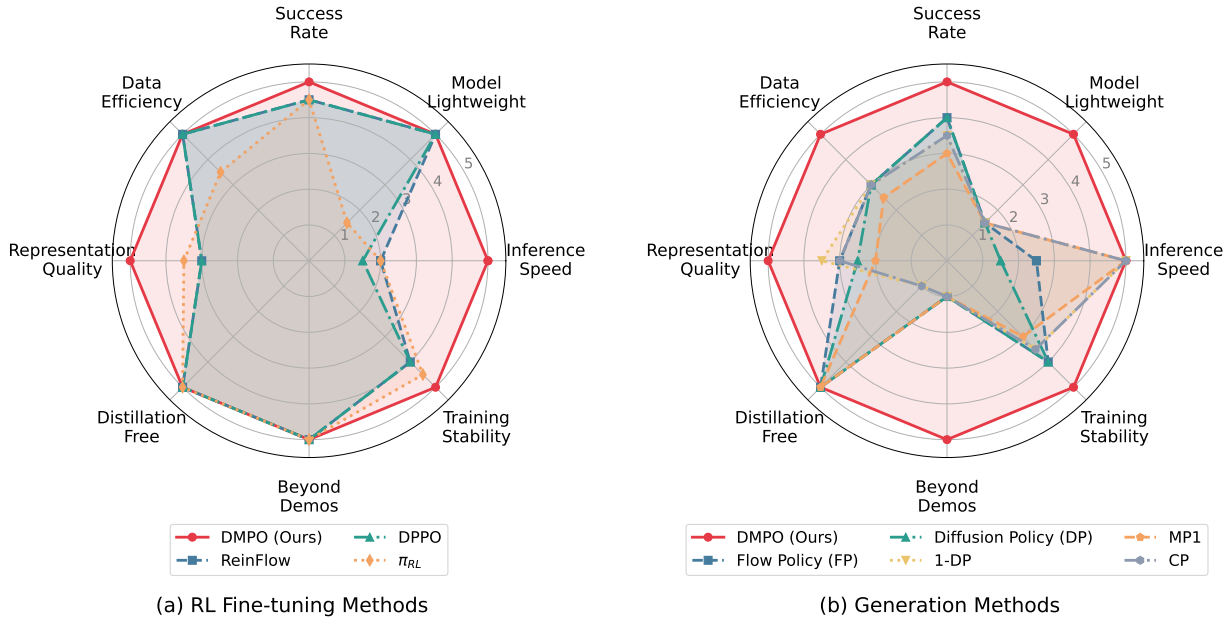 Success
Rate
Data
Efficiency
Model
Lightweight
5
4
3
2
1
Representation
Quality
Inference
Speed
Distillation
Free
Training
Stability
Beyond
Demos
DMPO (Ours)
ReinFlow
DPPO
π_RL
(a) RL Fine-tuning Methods
Success
Rate
Data
Efficiency
Model
Lightweight
5
4
3
2
1
Representation
Quality
Inference
Speed
Distillation
Free
Training
Stability
Beyond
Demos
DMPO (Ours)
Flow Policy (FP)
Diffusion Policy (DP)
1-DP
MP1
CP
(b) Generation Methods